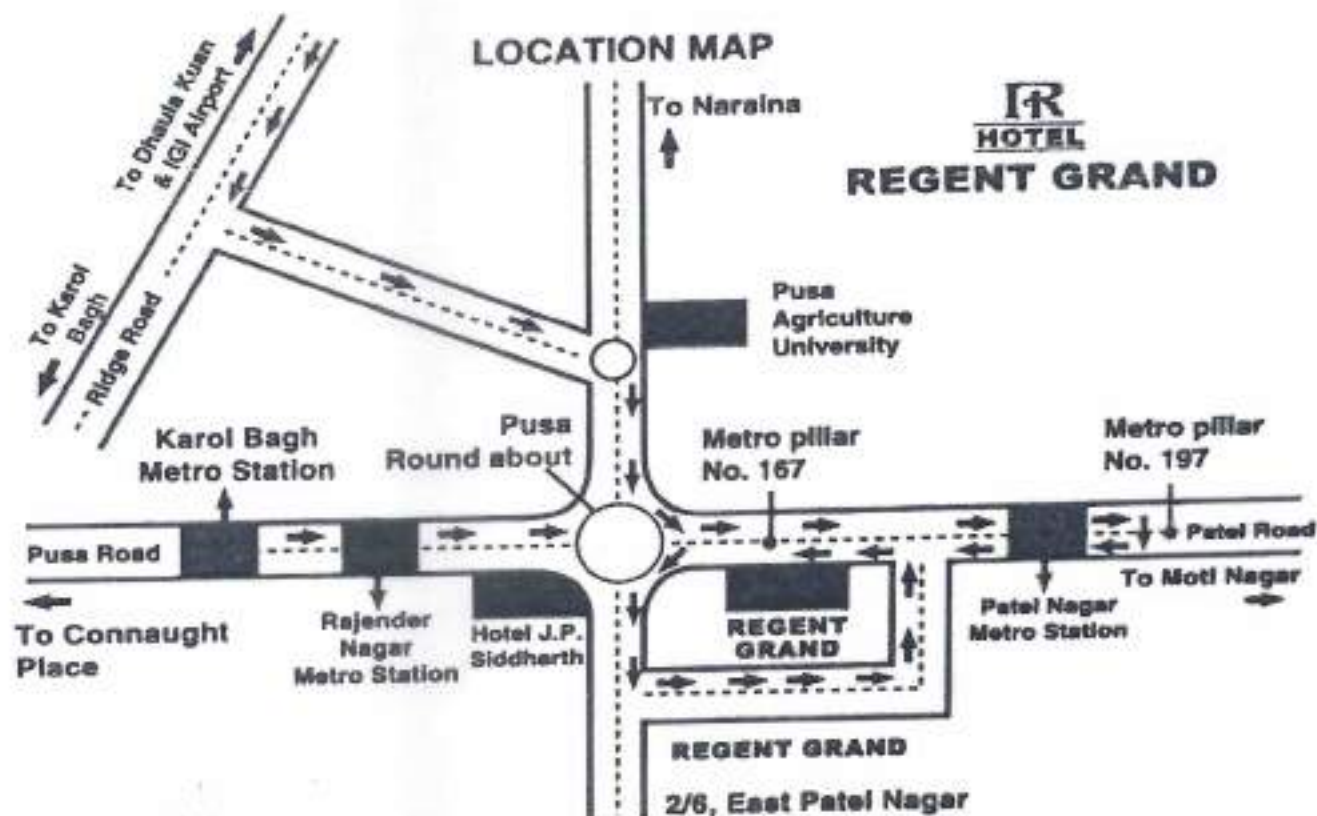 LOCATION MAP
To Dhaula Kuan
& IGI Airport
To Naraina
HOTEL
REGENT GRAND
To Karol
Bagh
Ridge Road
Pusa
Agriculture
University
Karol Bagh
Metro Station
Pusa
Round about
Metro pillar
No. 167
Metro pillar
No. 197
Pusa Road
Patel Road
To Connaught
Place
Rajender
Nagar
Metro Station
Hotel J.P.
Siddharth
REGENT
GRAND
Patel Nagar
Metro Station
To Moti Nagar
REGENT GRAND
2/6, East Patel Nagar